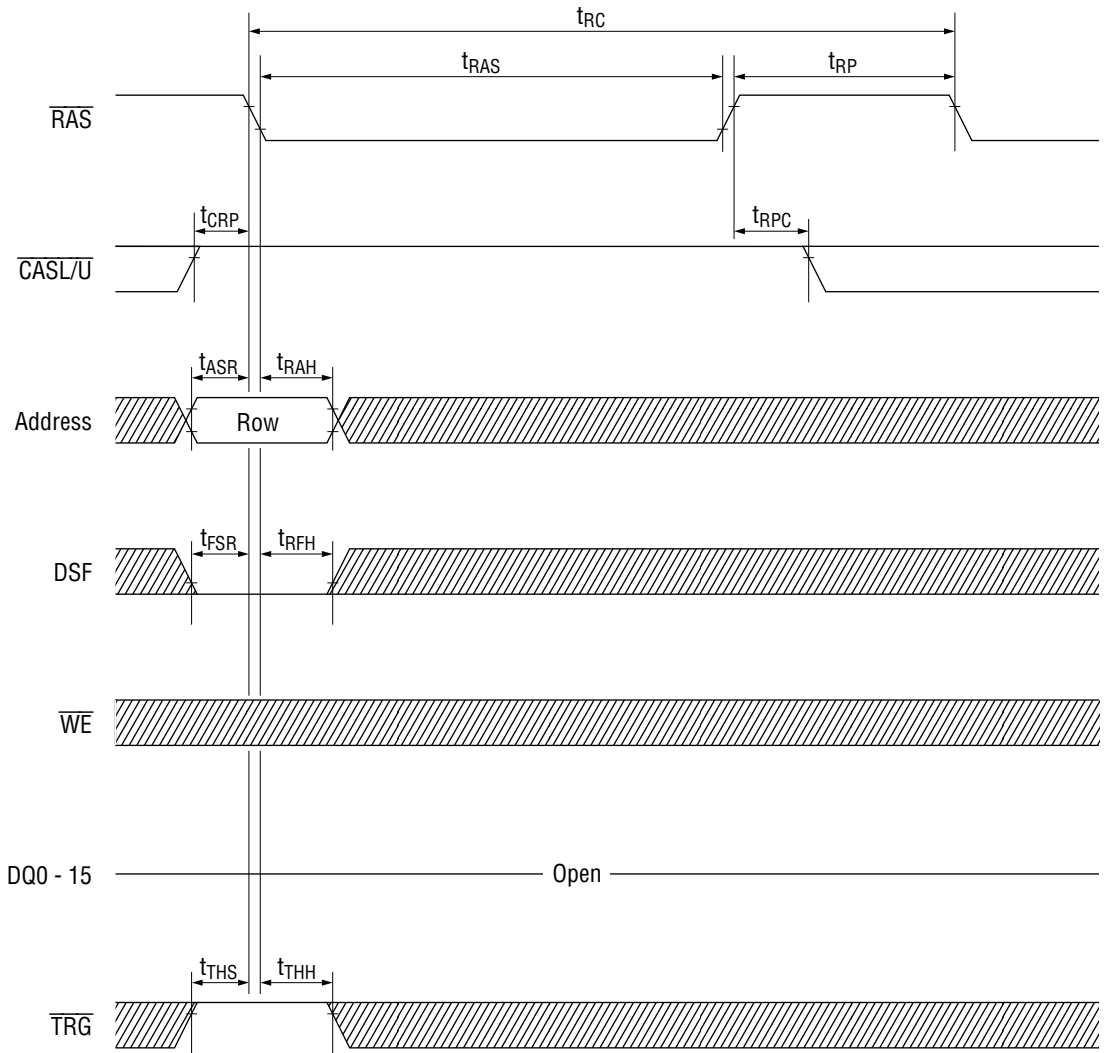 tRC
tRAS
tRP
RAS
tCRP
tRPC
CASL/U
tASR
tRAH
Address
Row
tFSR
tRFH
DSF
WE
DQ0 - 15
Open
tTHS
tTHH
TRG